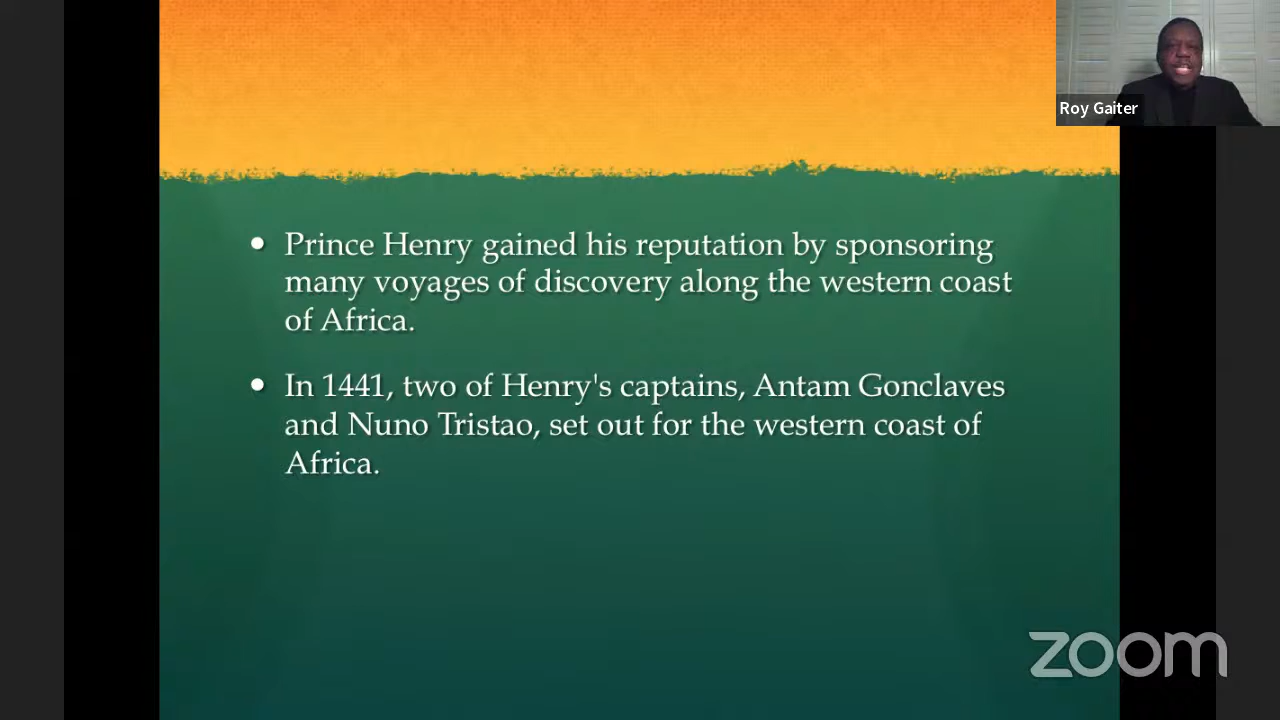 Roy Gaiter
• Prince Henry gained his reputation by sponsoring
many voyages of discovery along the western coast
of Africa.
• In 1441, two of Henry's captains, Antam Gonclaves
and Nuno Tristao, set out for the western coast of
Africa.
zoom